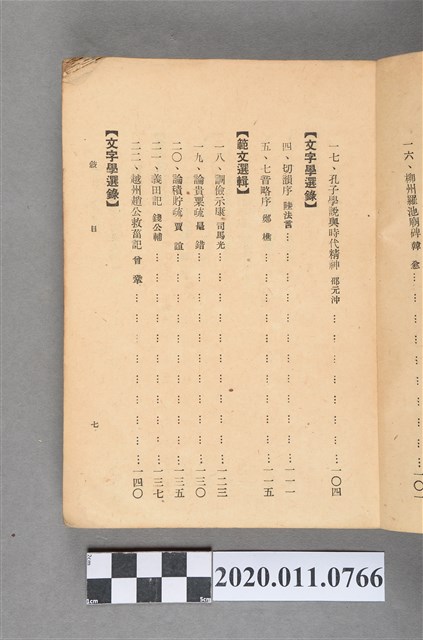 一六、柳州羅池廟碑 韓愈………一〇一
一七、孔子學說與時代精神 邵元冲………一〇四
【文字學選錄】
四、切韻序 陸法言………一一一
五、七音略序 鄭樵………一一五
【範文選輯】
一八、訓儉示康 司馬光………一二三
一九、論貴粟疏 鼂錯………一三〇
二〇、論積貯疏 賈誼………一三五
二一、義田記 錢公輔………一三七
二二、越州趙公救菑記 曾鞏………一四〇
【文字學選錄】
目
七
2cm
cm
5cm
2020.011.0766